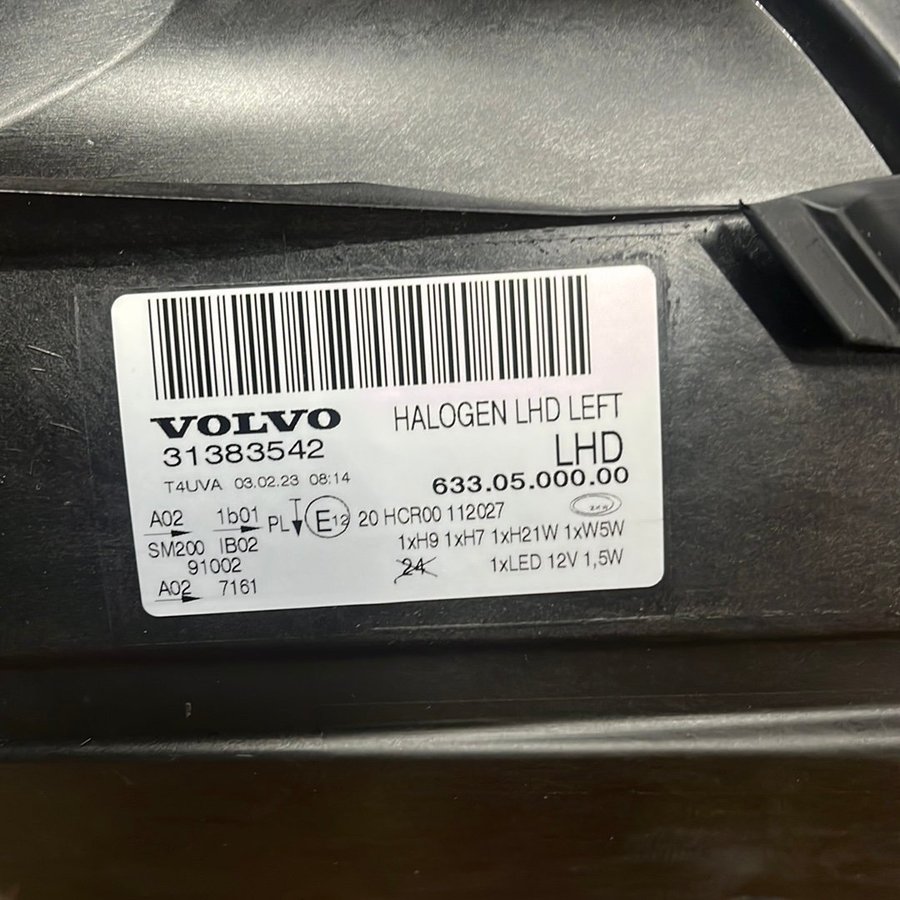 VOLVO
31383542
HALOGEN LHD LEFT
LHD
T4UVA 03.02.23 08:14
633.05.000.00
A02 1b01 PL E12 20 HCR00 112027
SM200 IB02
1xH9 1xH7 1xH21W 1xW5W
91002
24
1xLED 12V 1,5W
A02 7161